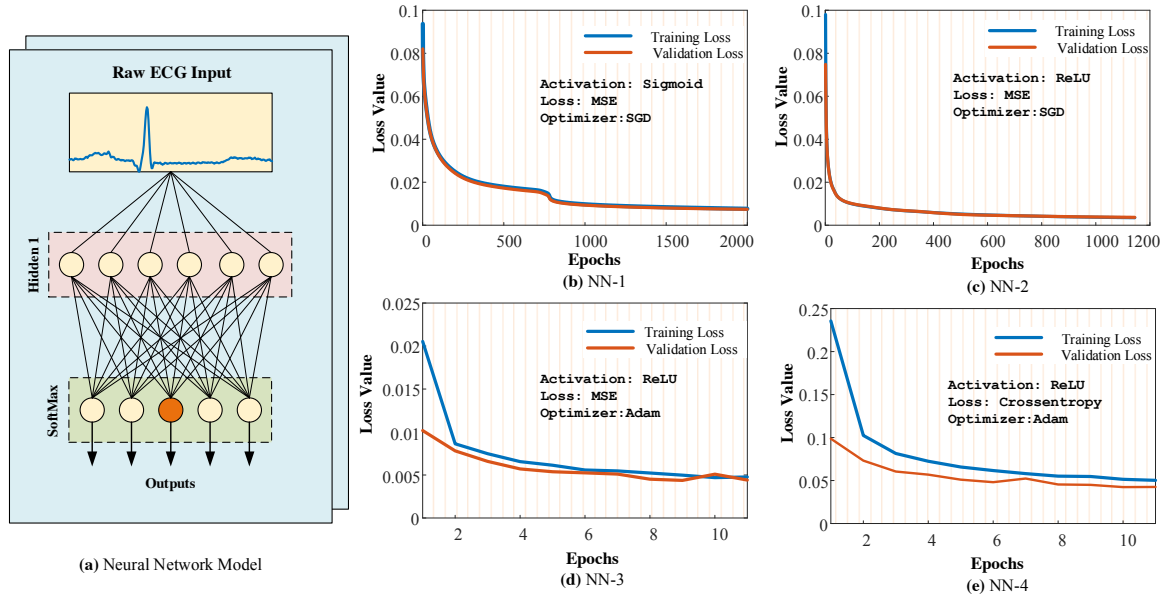 Raw ECG Input
Hidden 1
SoftMax
Outputs
(a) Neural Network Model
0.1
0.08
0.06
0.04
0.02
0
Loss Value
Training Loss
Validation Loss
Activation: Sigmoid
Loss: MSE
Optimizer:SGD
0 500 1000 1500 2000
Epochs
(b) NN-1
0.1
0.08
0.06
0.04
0.02
0
Loss Value
Training Loss
Validation Loss
Activation: ReLU
Loss: MSE
Optimizer:SGD
0 200 400 600 800 1000 1200
Epochs
(c) NN-2
0.025
0.02
0.015
0.01
0.005
0
Loss Value
Training Loss
Validation Loss
Activation: ReLU
Loss: MSE
Optimizer:Adam
2 4 6 8 10
Epochs
(d) NN-3
0.25
0.20
0.15
0.1
0.05
0
Loss Value
Training Loss
Validation Loss
Activation: ReLU
Loss: Crossentropy
Optimizer:Adam
2 4 6 8 10
Epochs
(e) NN-4